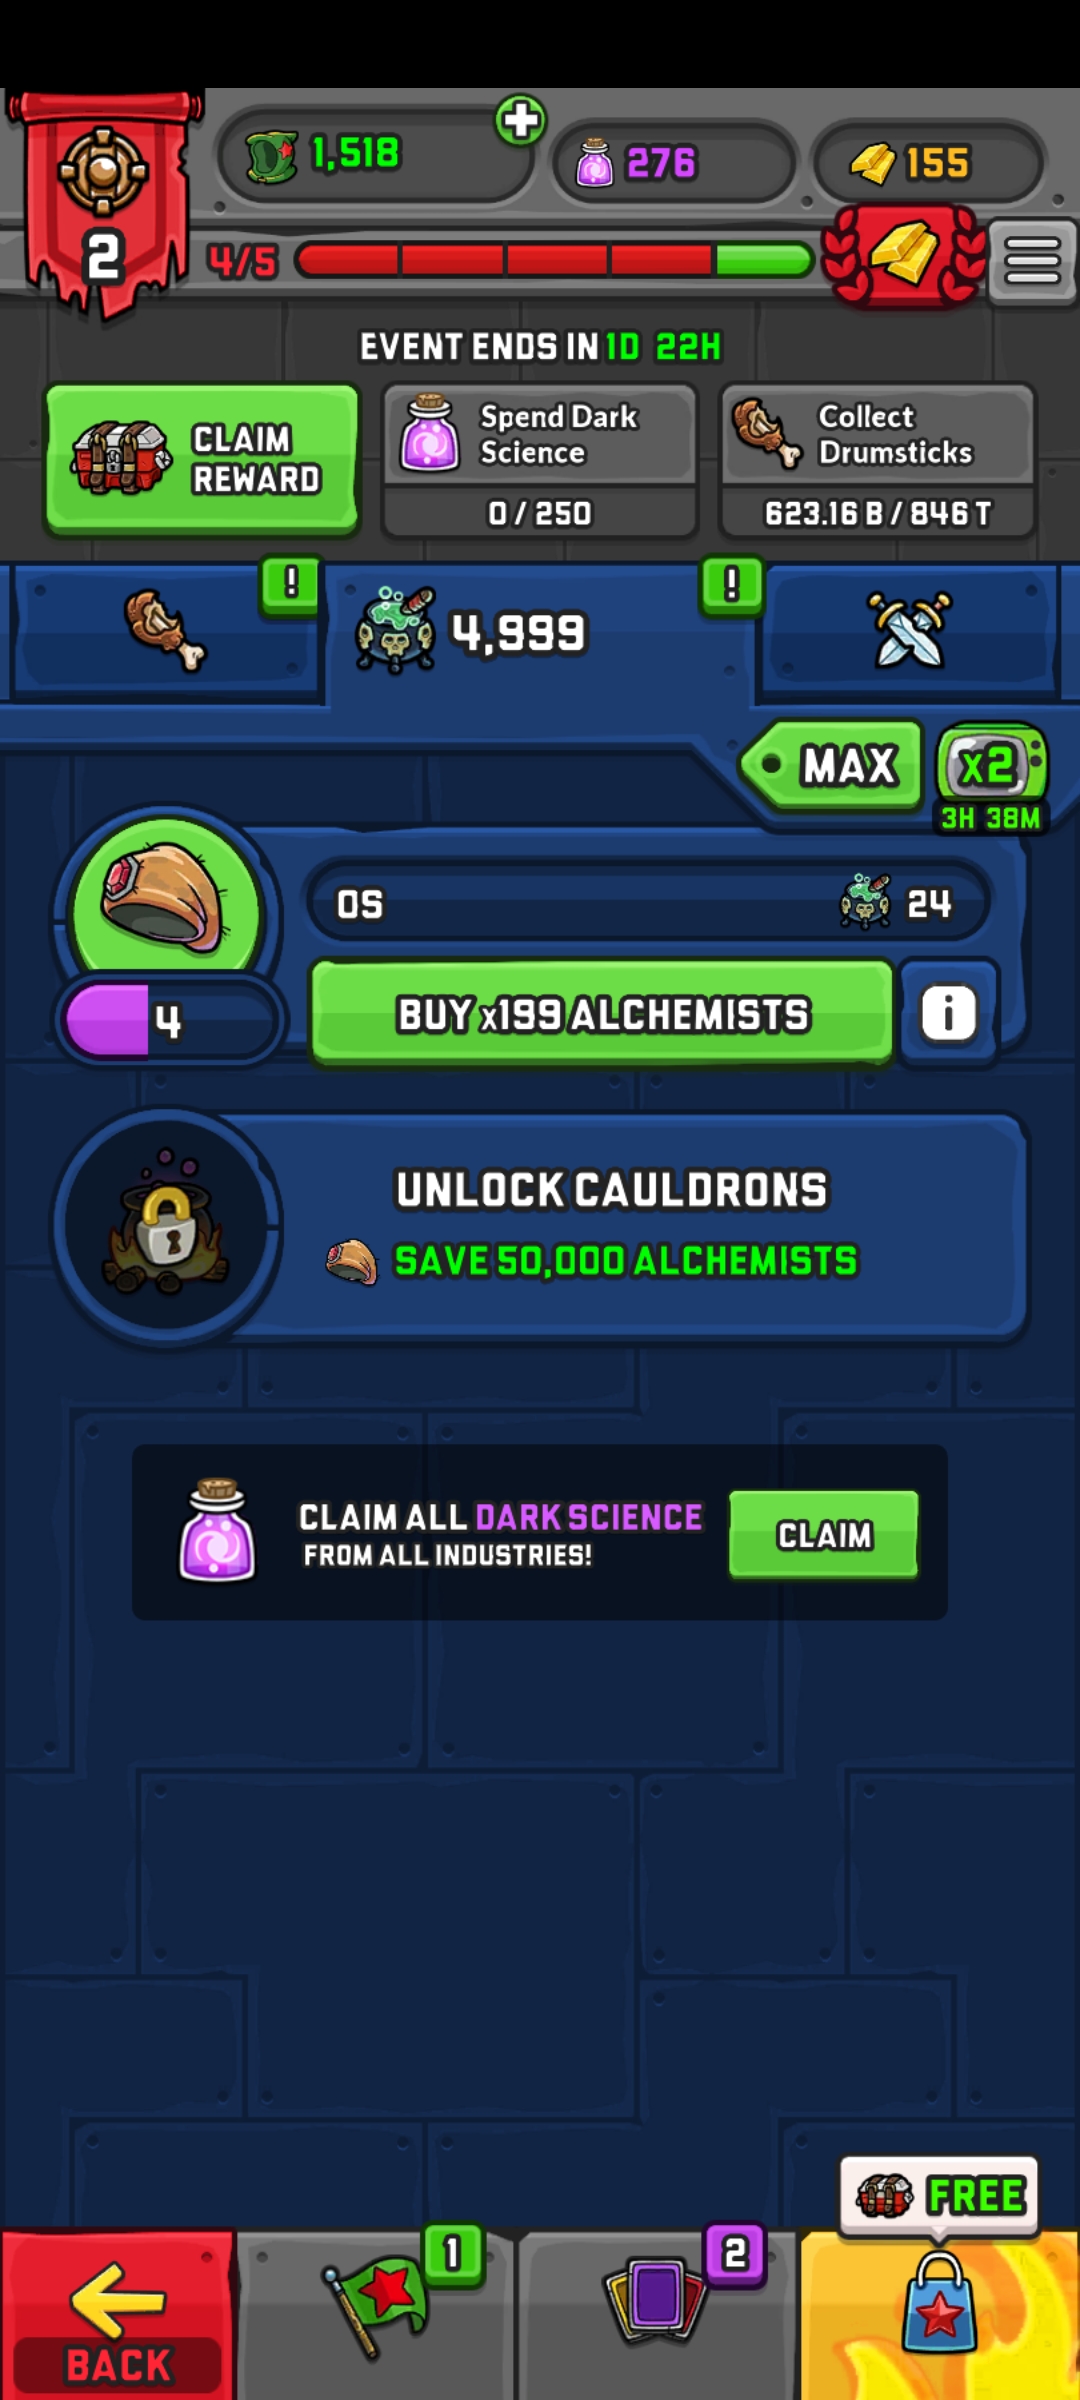 1,518
276
155
2
4/5
EVENT ENDS IN 1D 22H
CLAIM
REWARD
Spend Dark
Science
0 / 250
Collect
Drumsticks
623.16 B / 846 T
!
4,999
!
MAX
x2
3H 38M
0S
24
4
BUY x199 ALCHEMISTS
i
UNLOCK CAULDRONS
SAVE 50,000 ALCHEMISTS
CLAIM ALL DARK SCIENCE
FROM ALL INDUSTRIES!
CLAIM
FREE
1
2
BACK